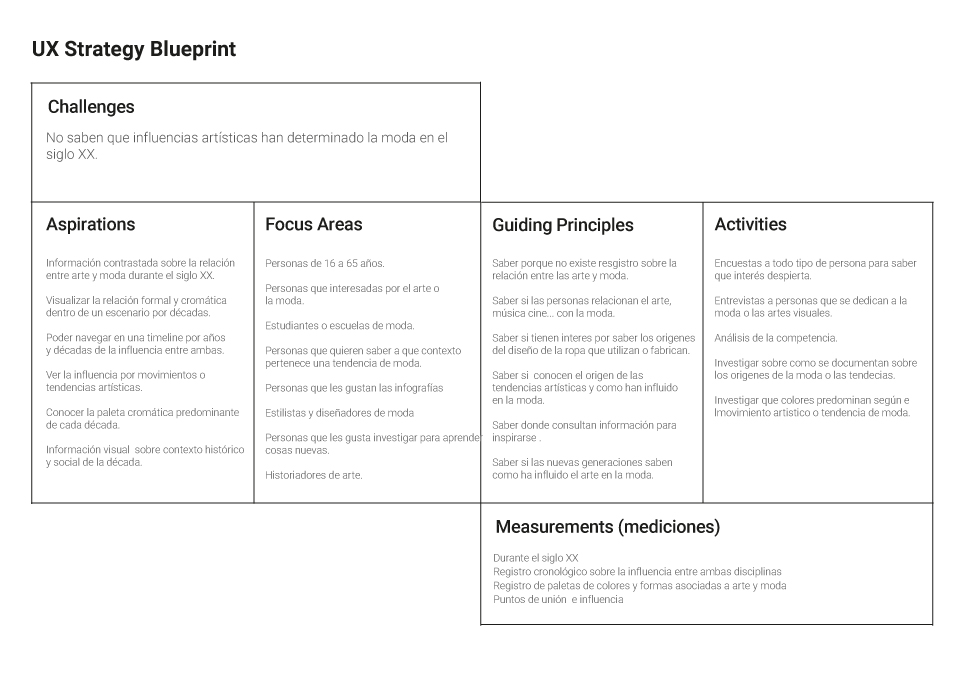 UX Strategy Blueprint
Challenges
No saben que influencias artísticas han determinado la moda en el
siglo XX.
Aspirations
Información contrastada sobre la relación
entre arte y moda durante el siglo XX.
Visualizar la relación formal y cromática
dentro de un escenario por décadas.
Poder navegar en una timeline por años
y décadas de la influencia entre ambas.
Ver la influencia por movimientos o
tendencias artísticas.
Conocer la paleta cromática predominante
de cada década.
Información visual sobre contexto histórico
y social de la década.
Focus Areas
Personas de 16 a 65 años.
Personas que interesadas por el arte o
la moda.
Estudiantes o escuelas de moda.
Personas que quieren saber a que contexto
pertenece una tendencia de moda.
Personas que les gustan las infografías
Estilistas y diseñadores de moda
Personas que les gusta investigar para aprender
cosas nuevas.
Historiadores de arte.
Guiding Principles
Saber porque no existe resgistro sobre la
relación entre las arte y moda.
Saber si las personas relacionan el arte,
música cine... con la moda.
Saber si tienen interes por saber los origenes
del diseño de la ropa que utilizan o fabrican.
Saber si conocen el origen de las
tendencias artísticas y como han influido
en la moda.
Saber donde consultan información para
inspirarse .
Saber si las nuevas generaciones saben
como ha influido el arte en la moda.
Activities
Encuestas a todo tipo de persona para saber
que interés despierta.
Entrevistas a personas que se dedican a la
moda o las artes visuales.
Análisis de la competencia.
Investigar sobre como se documentan sobre
los origenes de la moda o las tendecias.
Investigar que colores predominan según e
lmovimiento artistico o tendencia de moda.
Measurements (mediciones)
Durante el siglo XX
Registro cronológico sobre la influencia entre ambas disciplinas
Registro de paletas de colores y formas asociadas a arte y moda
Puntos de unión e influencia